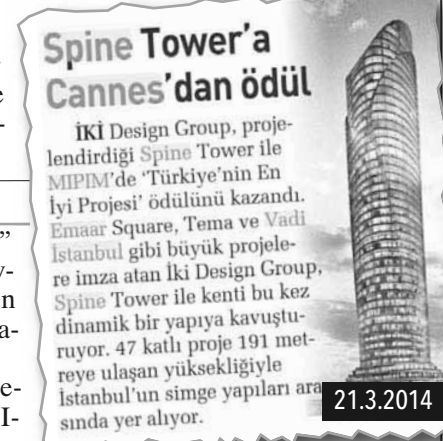 Spine Tower'a
Cannes'dan ödül
İKİ Design Group, proje-
lendirdiği Spine Tower ile
MIPIM'de 'Türkiye'nin En
İyi Projesi' ödülünü kazandı.
Emaar Square, Tema ve Vadi
İstanbul gibi büyük projele-
re imza atan İki Design Group,
Spine Tower ile kenti bu kez
dinamik bir yapıya kavuştu-
ruyor. 47 katlı proje 191 met-
reye ulaşan yüksekliğiyle
İstanbul'un simge yapıları ara
sında yer alıyor.
21.3.2014